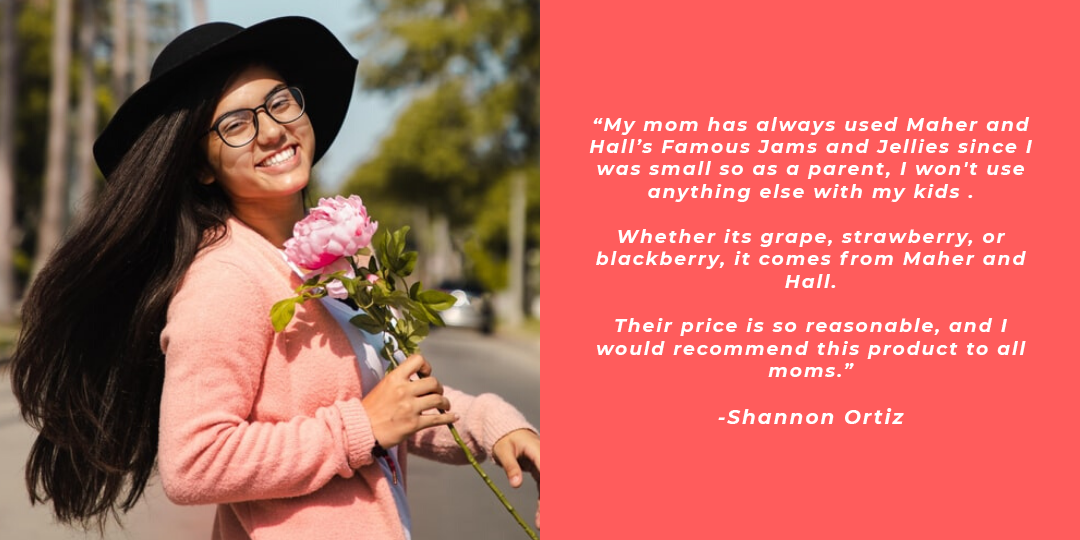 “My mom has always used Maher and
Hall’s Famous Jams and Jellies since I
was small so as a parent, I won't use
anything else with my kids .
Whether its grape, strawberry, or
blackberry, it comes from Maher and
Hall.
Their price is so reasonable, and I
would recommend this product to all
moms.”
-Shannon Ortiz